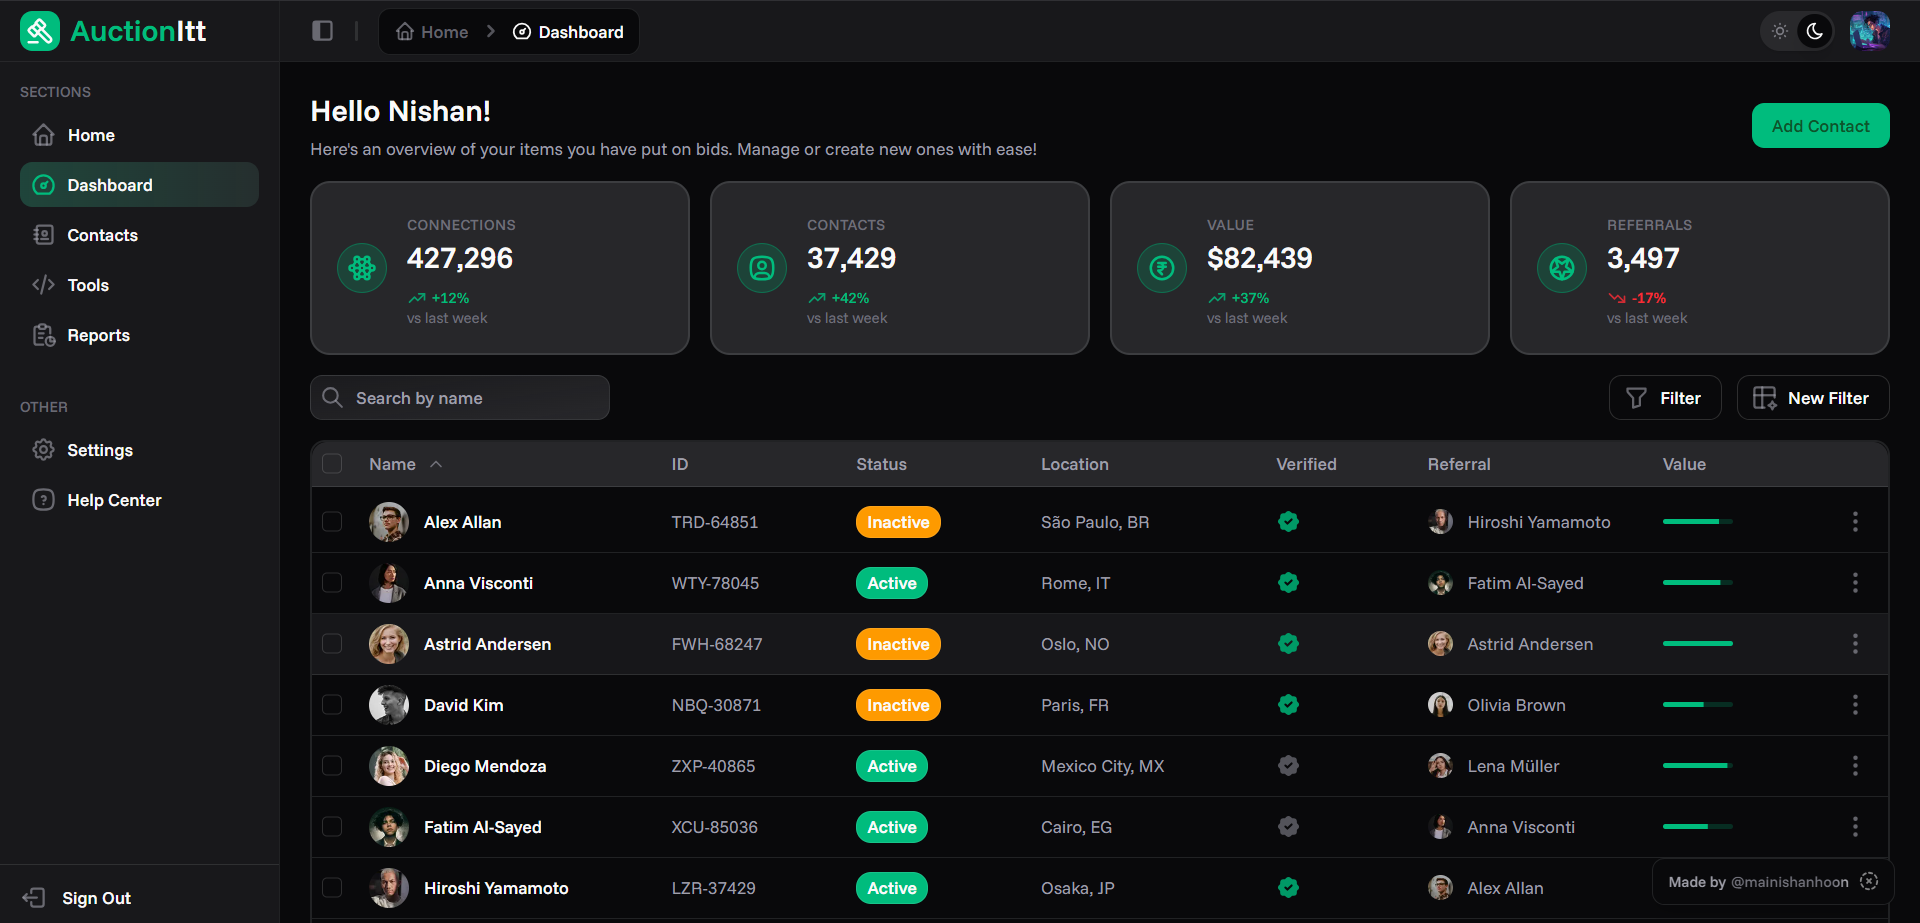 AuctionItt
Home
Dashboard
SECTIONS
Home
Dashboard
Contacts
Tools
Reports
OTHER
Settings
Help Center
Sign Out
Hello Nishan!
Here's an overview of your items you have put on bids. Manage or create new ones with ease!
Add Contact
CONNECTIONS
427,296
+12%
vs last week
CONTACTS
37,429
+42%
vs last week
VALUE
$82,439
+37%
vs last week
REFERRALS
3,497
-17%
vs last week
Search by name
Filter
New Filter
Name ID Status Location Verified Referral Value
Alex Allan TRD-64851 Inactive São Paulo, BR Hiroshi Yamamoto
Anna Visconti WTY-78045 Active Rome, IT Fatim Al-Sayed
Astrid Andersen FWH-68247 Inactive Oslo, NO Astrid Andersen
David Kim NBQ-30871 Inactive Paris, FR Olivia Brown
Diego Mendoza ZXP-40865 Active Mexico City, MX Lena Müller
Fatim Al-Sayed XCU-85036 Active Cairo, EG Anna Visconti
Hiroshi Yamamoto LZR-37429 Active Osaka, JP Alex Allan
Made by @mainishanhoon